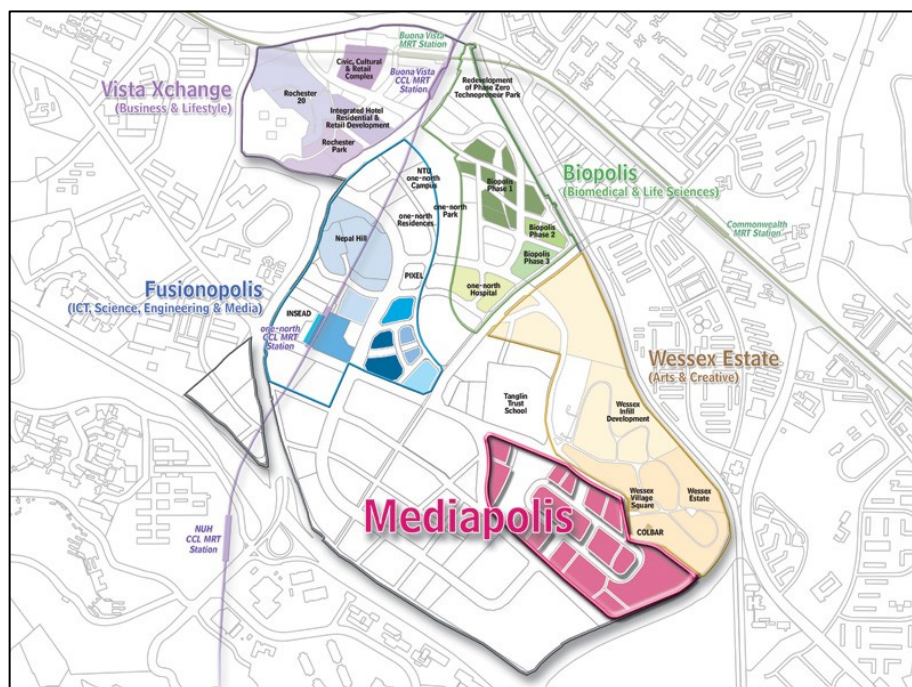 Buona Vista
MRT Station
Civic, Cultural
& Retail
Complex
Buona Vista
CCL MRT
Station
Redevelopment
of Phase Zero
Technopreneur Park
Vista Xchange
(Business & Lifestyle)
Rochester
20
Integrated Hotel
Residential &
Retail Development
Rochester
Park
NTU
one-north
Campus
Biopolis
Phase 1
Biopolis
(Biomedical & Life Sciences)
one-north
Park
one-north
Residences
Commonwealth
MRT Station
Biopolis
Phase 2
Nepal Hill
Biopolis
Phase 3
PIXEL
one-north
Hospital
Fusionopolis
(ICT, Science, Engineering & Media)
INSEAD
one-north
CCL MRT
Station
Wessex Estate
(Arts & Creative)
Tanglin
Trust
School
Wessex
Infill
Development
Wessex
Village
Square
Wessex
Estate
Mediapolis
COLBAR
NUH
CCL MRT
Station